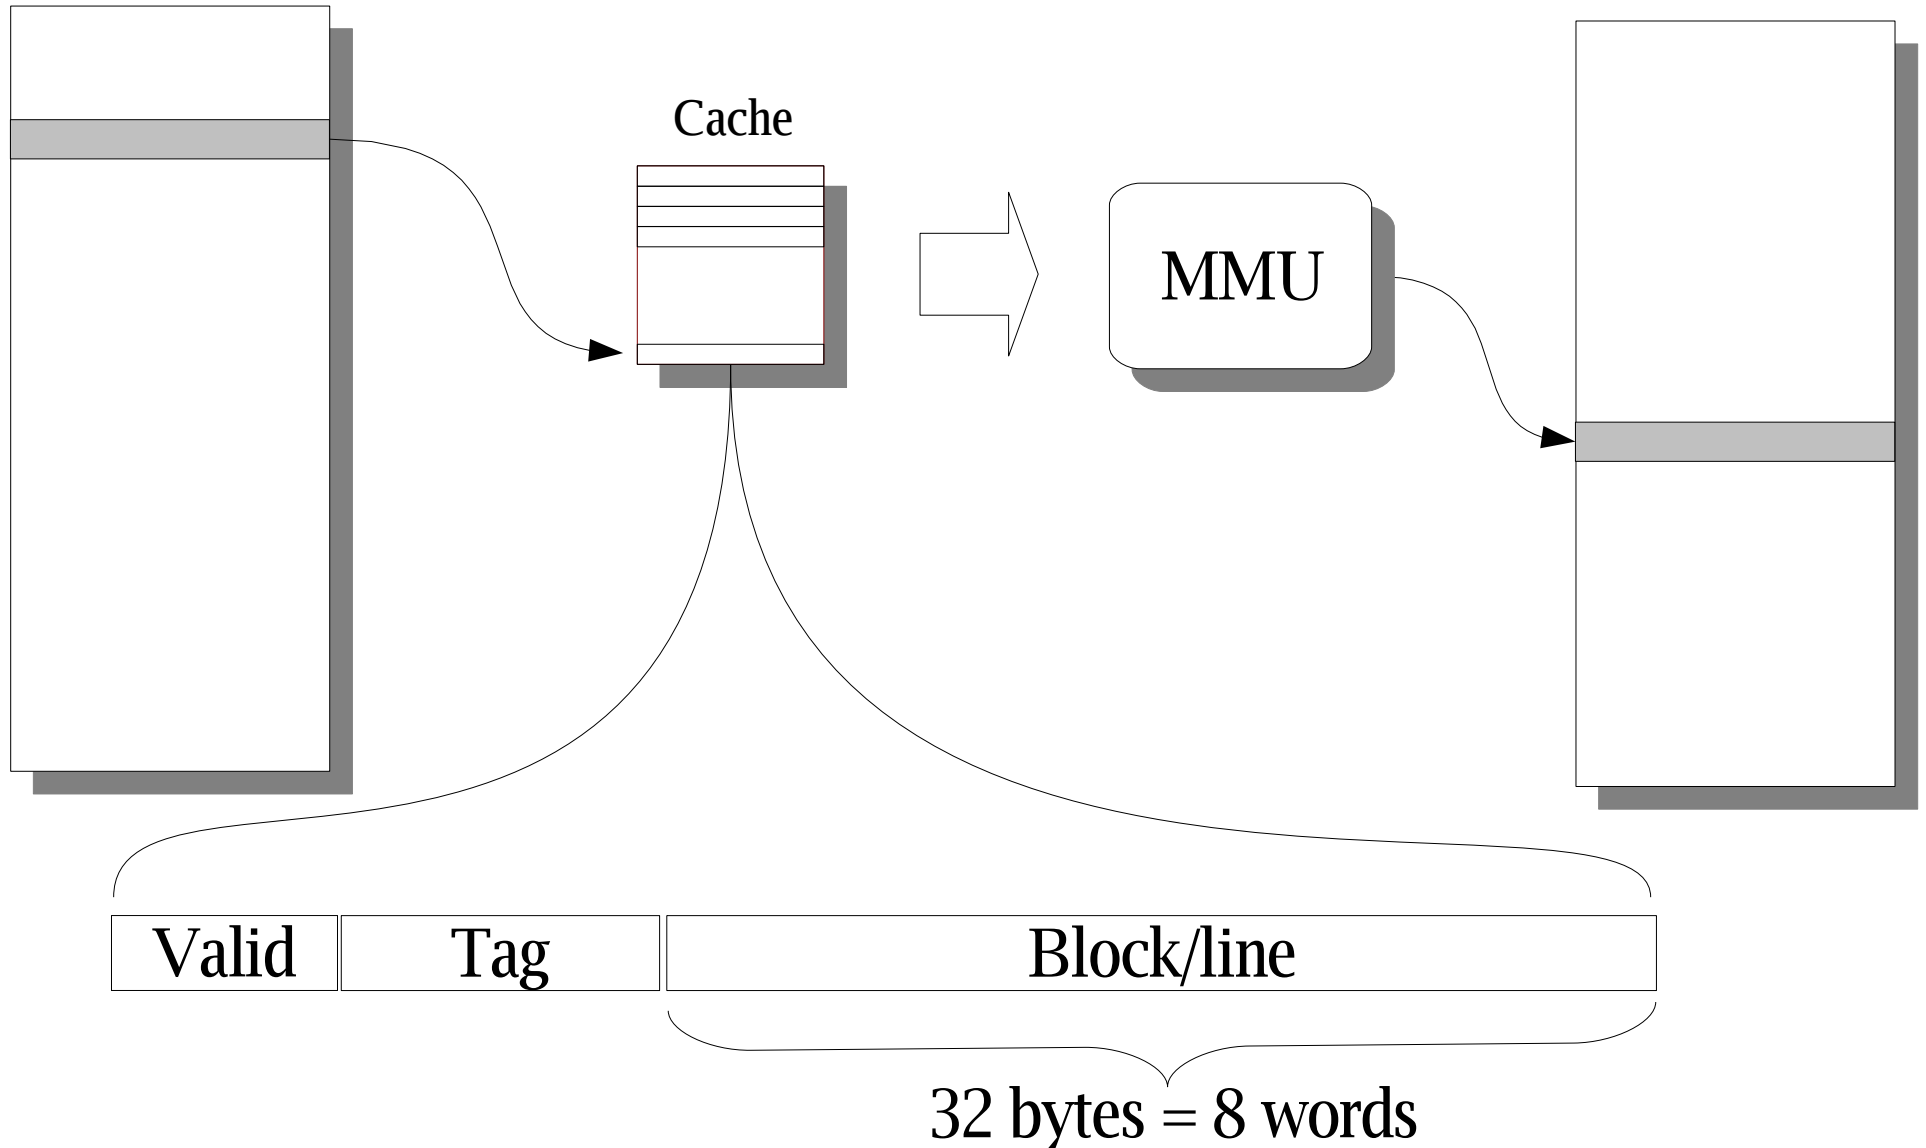 Cache
MMU
Valid
Tag
Block/line
32 bytes = 8 words